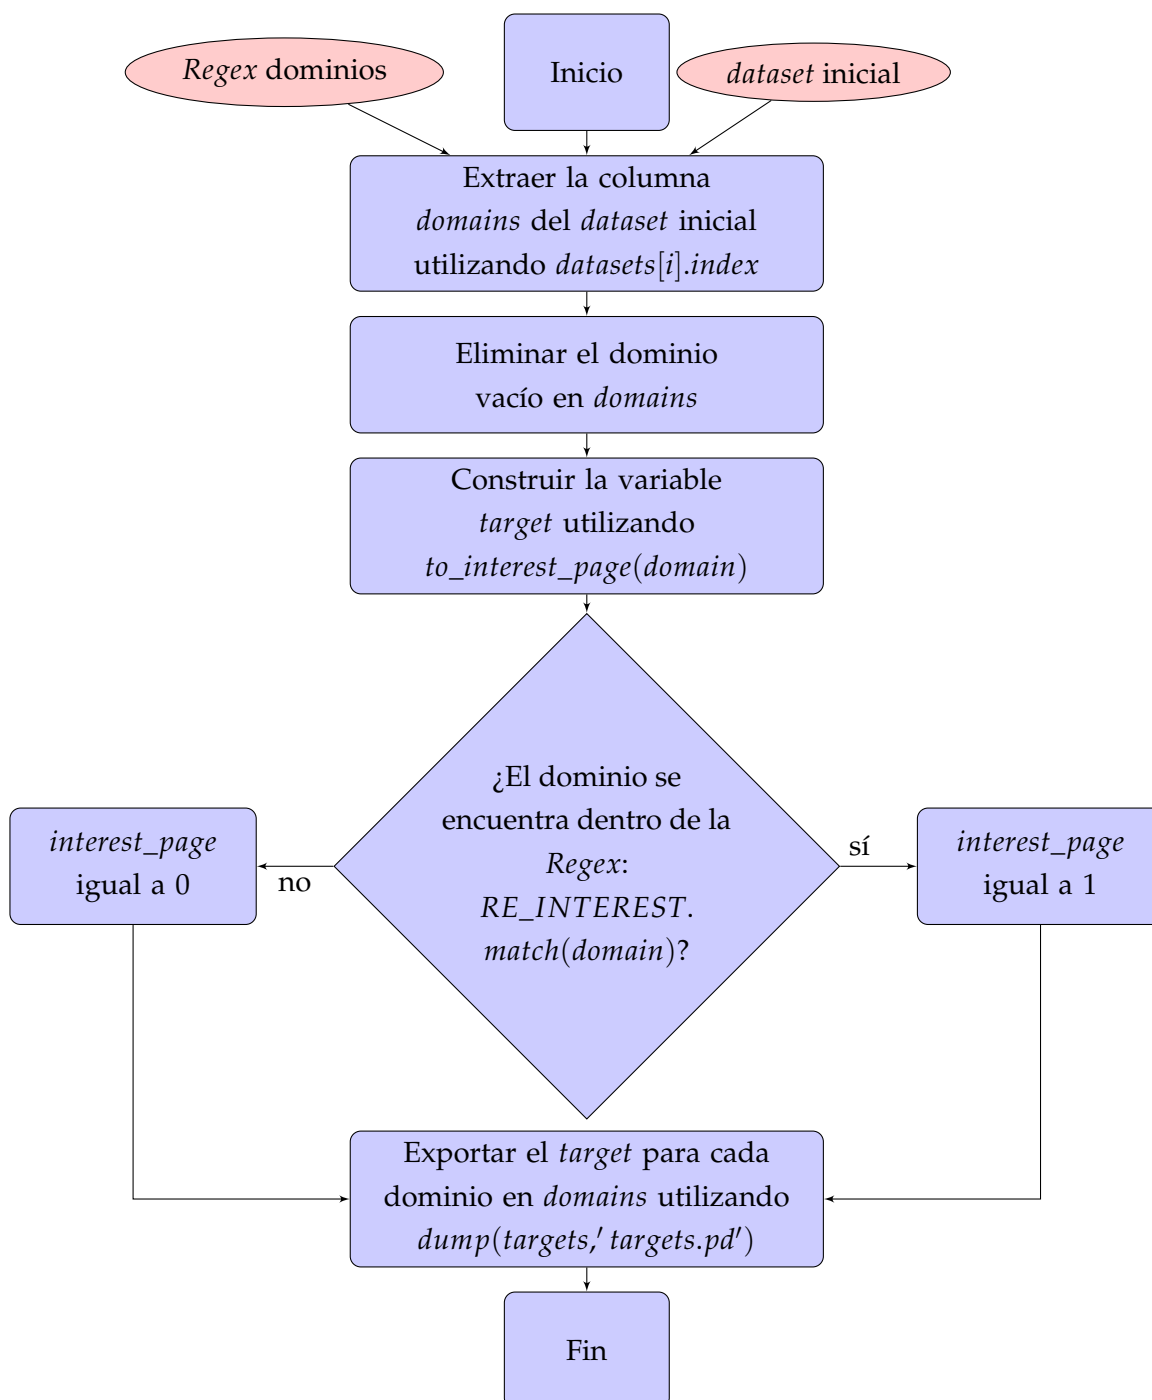 Regex dominios
Inicio
dataset inicial
Extraer la columna
domains del dataset inicial
utilizando datasets[i].index
Eliminar el dominio
vacío en domains
Construir la variable
target utilizando
to_interest_page(domain)
¿El dominio se
encuentra dentro de la
Regex:
RE_INTEREST.
match(domain)?
no
sí
interest_page
igual a 0
interest_page
igual a 1
Exportar el target para cada
dominio en domains utilizando
dump(targets,' targets.pd')
Fin